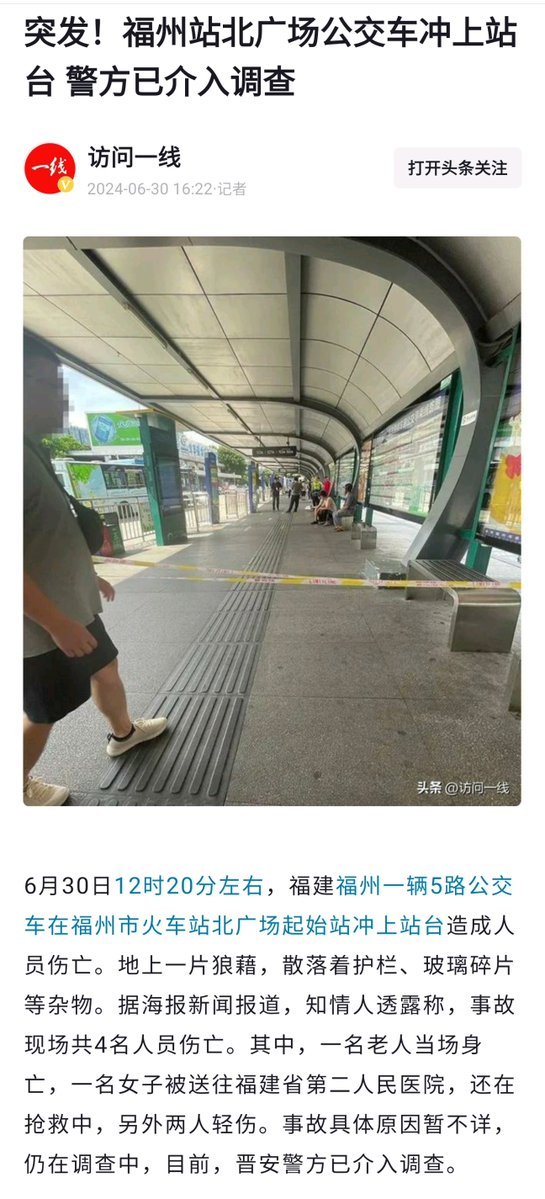 突发！福州站北广场公交车冲上站
台 警方已介入调查
一线
访问一线
2024-06-30 16:22·记者
打开头条关注
头条 @访问一线
6月30日12时20分左右，福建福州一辆5路公交
车在福州市火车站北广场起始站冲上站台造成人
员伤亡。地上一片狼藉，散落着护栏、玻璃碎片
等杂物。据海报新闻报道，知情人透露称，事故
现场共4名人员伤亡。其中，一名老人当场身
亡，一名女子被送往福建省第二人民医院，还在
抢救中，另外两人轻伤。事故具体原因暂不详，
仍在调查中，目前，晋安警方已介入调查。